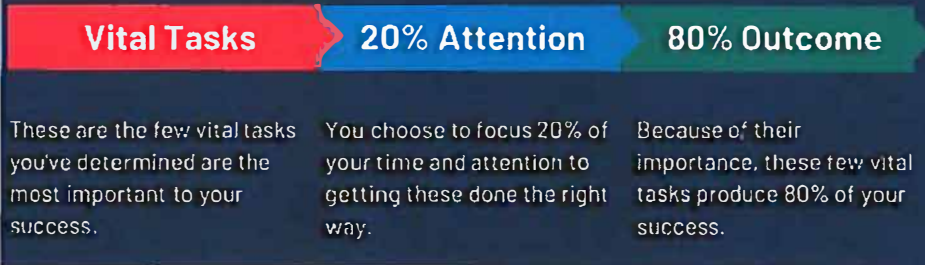 Vital Tasks
20% Attention
80% Outcome
These are the few vital tasks
you've determined are the
most important to your
success.
You choose to focus 20% of
your time and attention to
getting these done the right
way.
Because of their
importance, these few vital
tasks produce 80% of your
success.